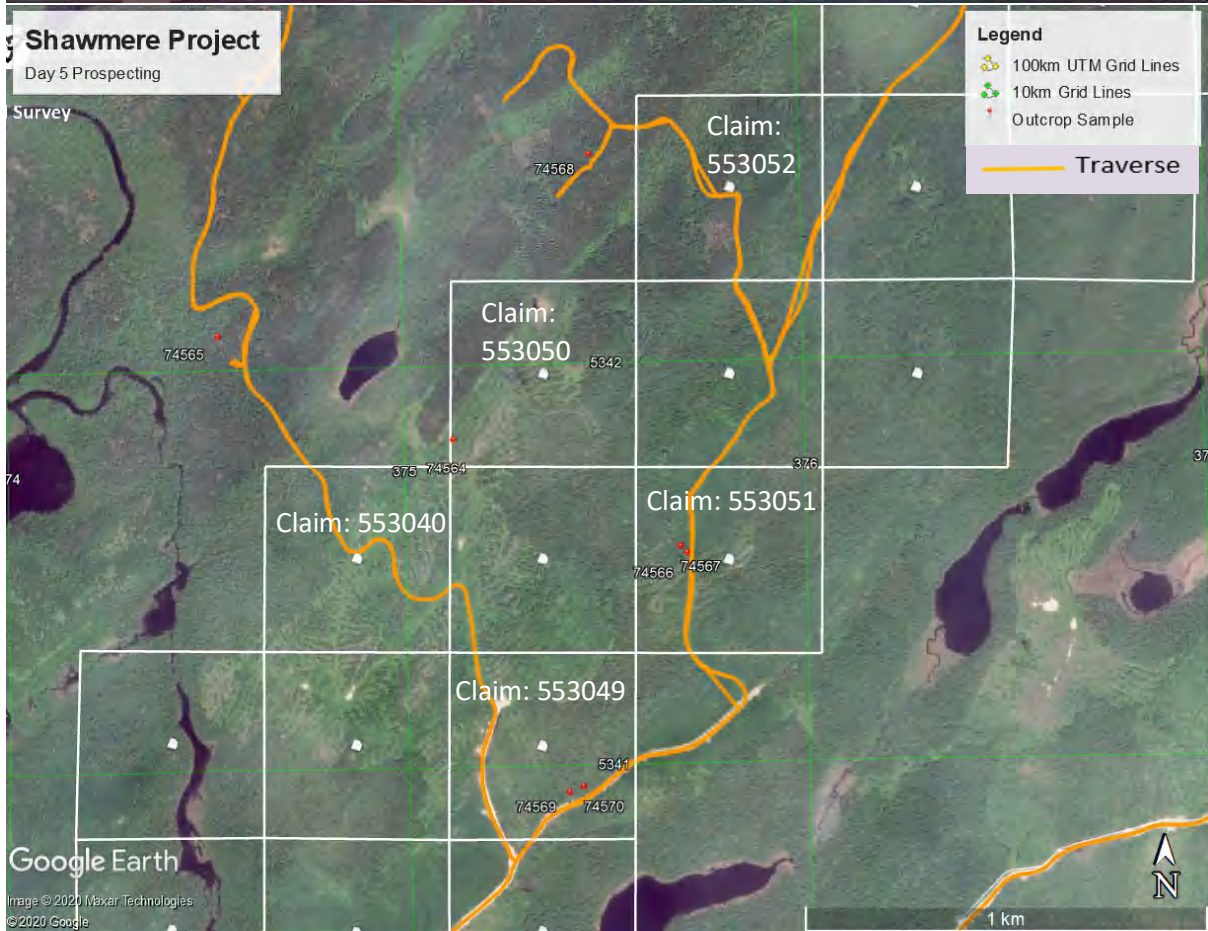 Shawmere Project
Day 5 Prospecting
Survey
Legend
100km UTM Grid Lines
10km Grid Lines
Outcrop Sample
Traverse
Claim:
553052
74568
Claim:
553050
5342
74565
375
74564
376
37
74
Claim: 553040
Claim: 553051
74566
74567
Claim: 553049
5341
74569
74570
Google Earth
Image © 2020 Maxar Technologies
© 2020 Google
N
1 km